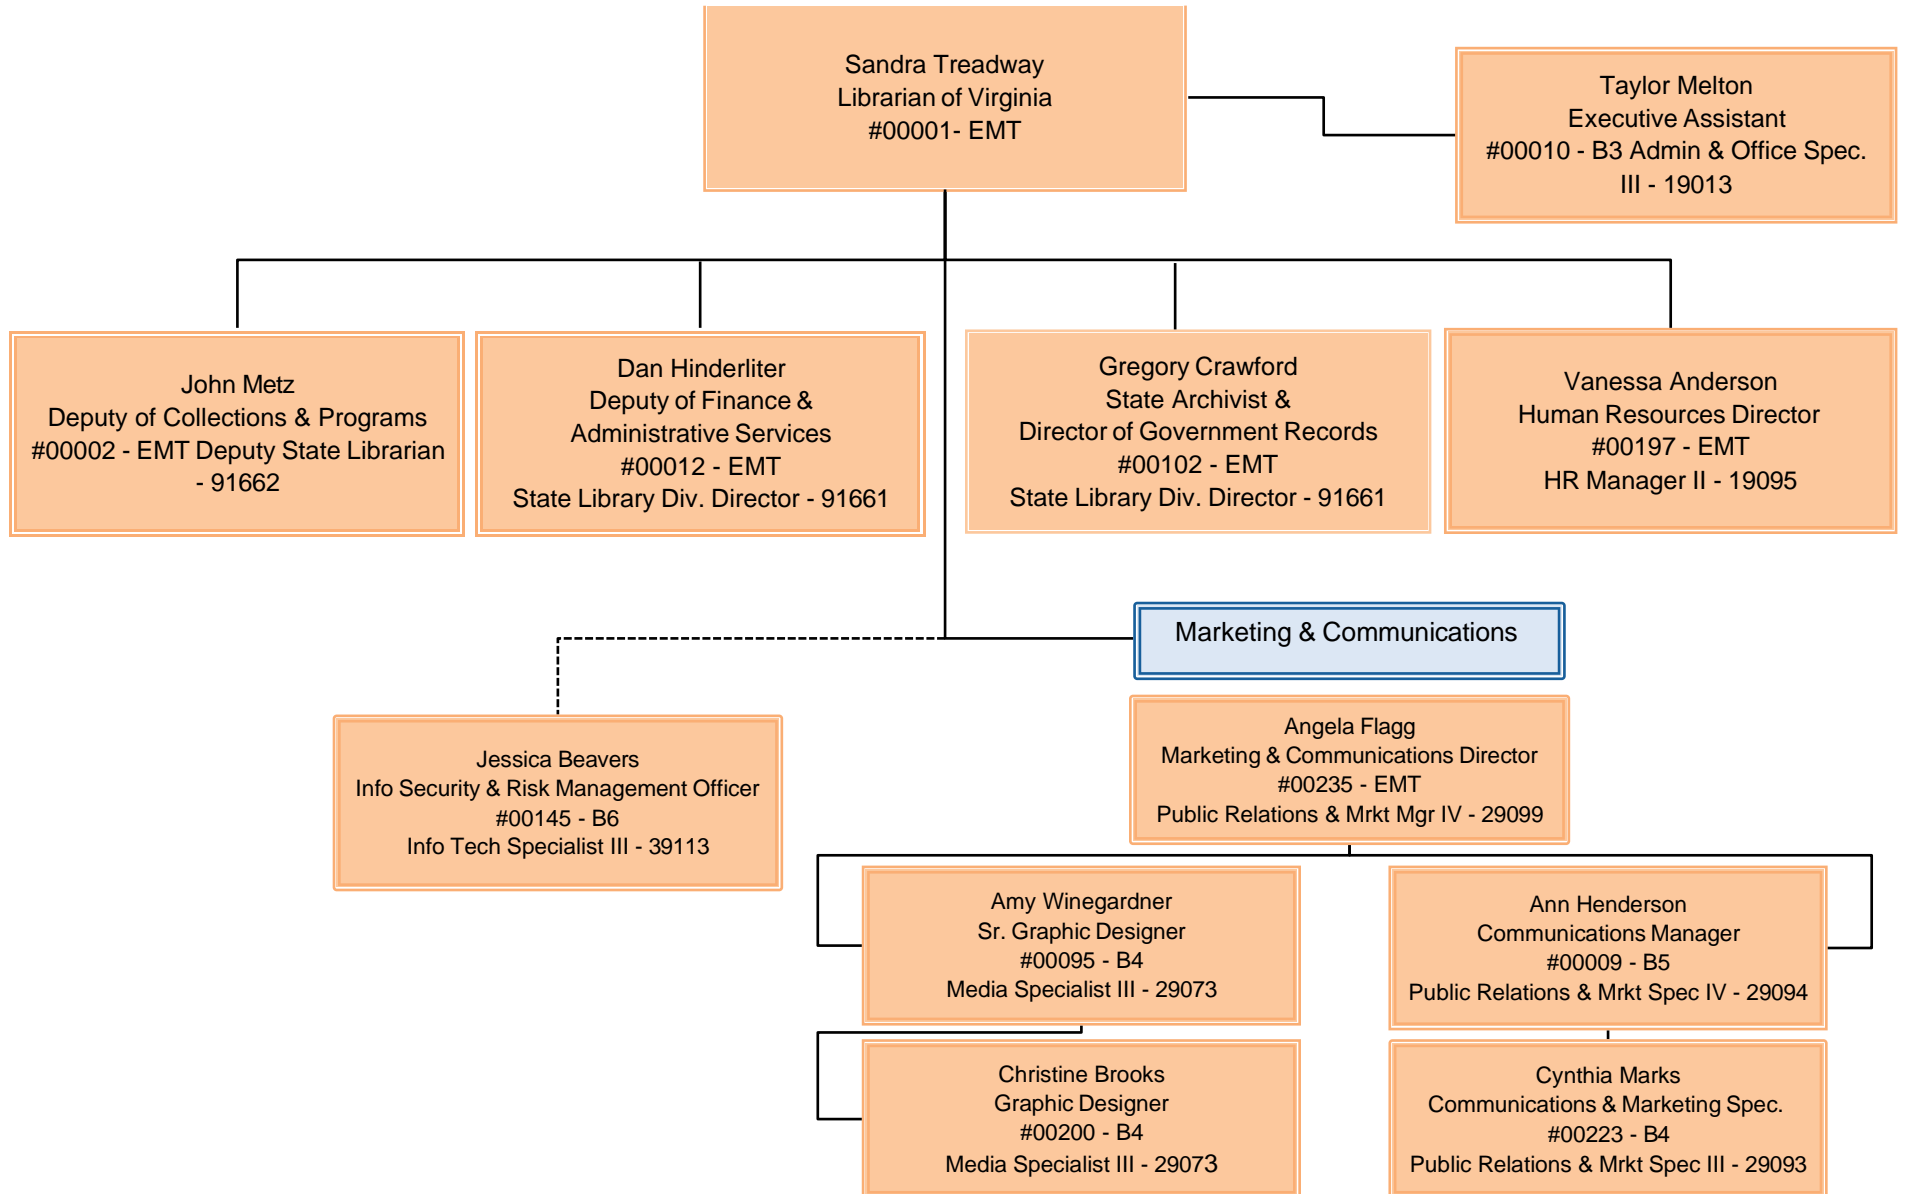 Sandra Treadway
Librarian of Virginia
#00001- EMT
Taylor Melton
Executive Assistant
#00010 - B3 Admin & Office Spec.
III - 19013
John Metz
Deputy of Collections & Programs
#00002 - EMT Deputy State Librarian
- 91662
Dan Hinderliter
Deputy of Finance &
Administrative Services
#00012 - EMT
State Library Div. Director - 91661
Gregory Crawford
State Archivist &
Director of Government Records
#00102 - EMT
State Library Div. Director - 91661
Vanessa Anderson
Human Resources Director
#00197 - EMT
HR Manager II - 19095
Marketing & Communications
Jessica Beavers
Info Security & Risk Management Officer
#00145 - B6
Info Tech Specialist III - 39113
Angela Flagg
Marketing & Communications Director
#00235 - EMT
Public Relations & Mrkt Mgr IV - 29099
Amy Winegardner
Sr. Graphic Designer
#00095 - B4
Media Specialist III - 29073
Ann Henderson
Communications Manager
#00009 - B5
Public Relations & Mrkt Spec IV - 29094
Christine Brooks
Graphic Designer
#00200 - B4
Media Specialist III - 29073
Cynthia Marks
Communications & Marketing Spec.
#00223 - B4
Public Relations & Mrkt Spec III - 29093